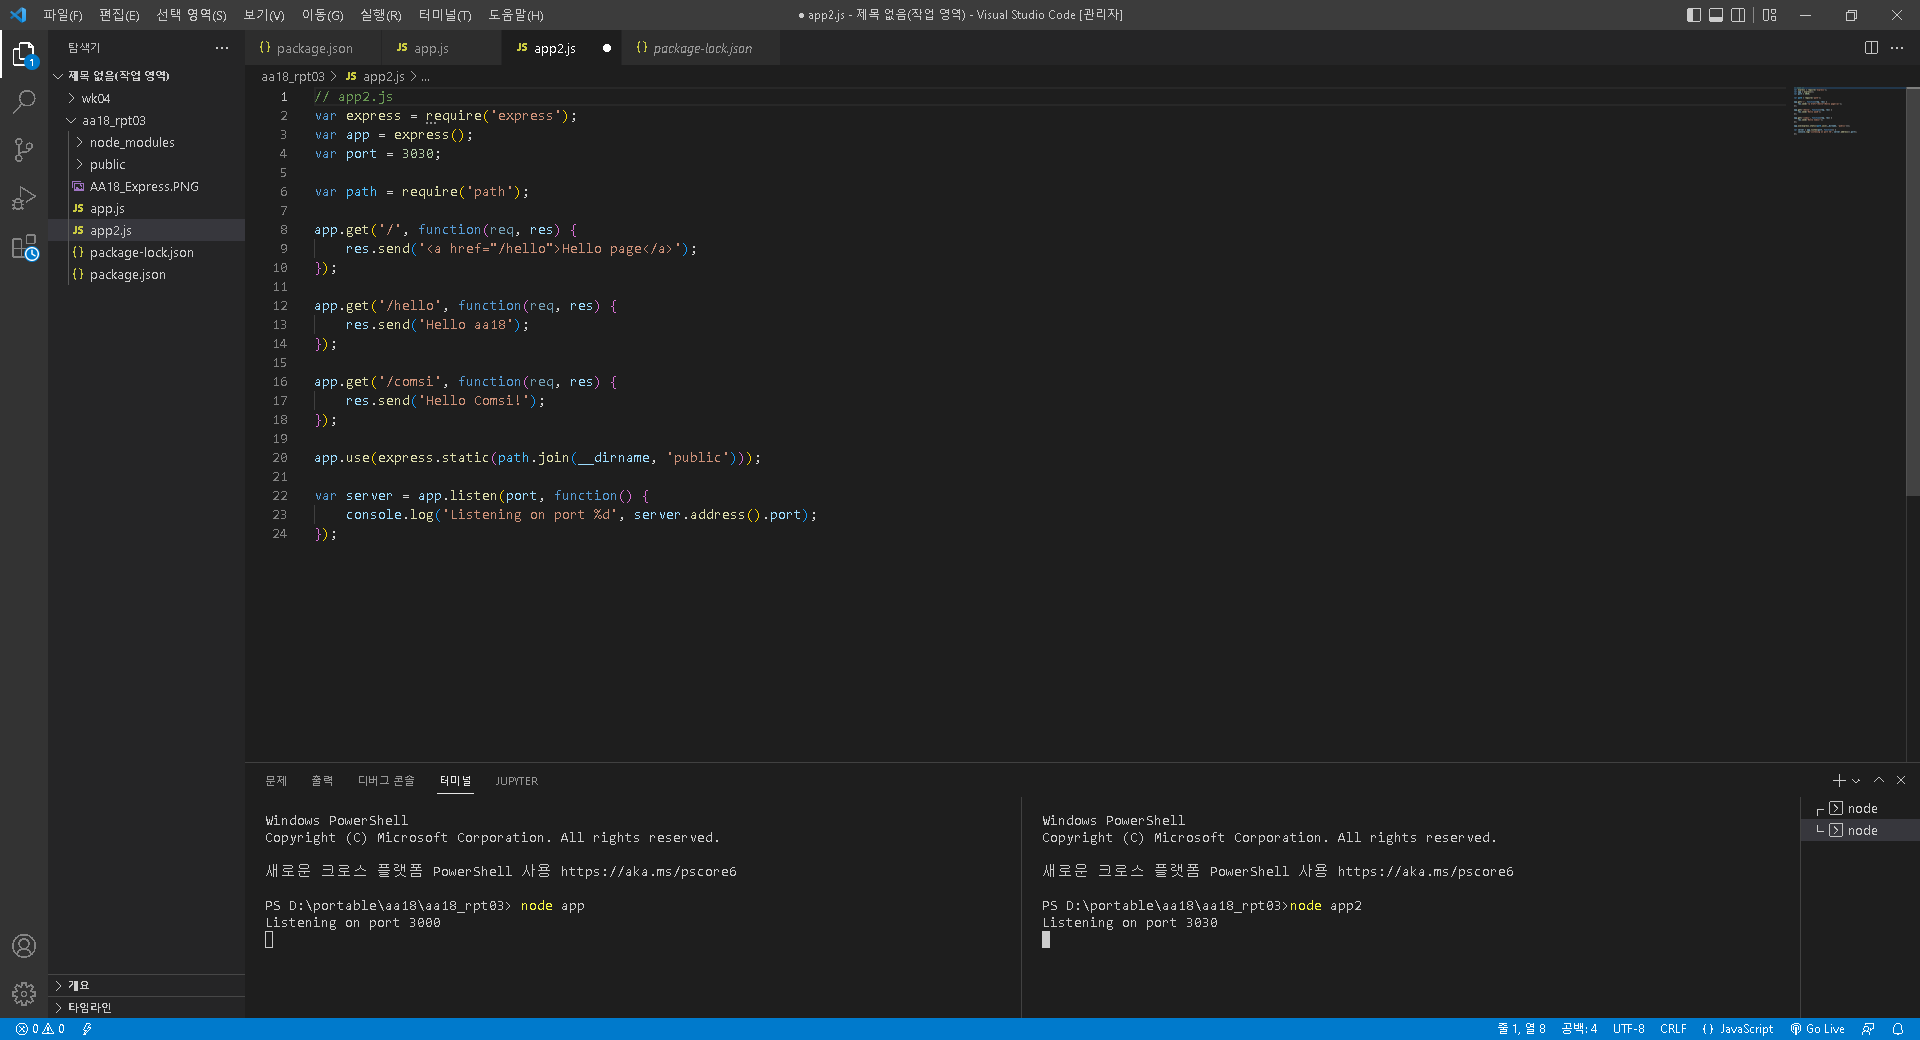 파일(F) 편집(E) 선택 영역(S) 보기(V) 이동(G) 실행(R) 터미널(T) 도움말(H)
● app2.js - 제목 없음(작업 영역) - Visual Studio Code [관리자]
탐색기
제목 없음(작업 영역)
wk04
aa18_rpt03
node_modules
public
AA18_Express.PNG
JS app.js
JS app2.js
{} package-lock.json
{} package.json
개요
타임라인
{} package.json
JS app.js
JS app2.js
{} package-lock.json
aa18_rpt03 > JS app2.js > ...
1 // app2.js
2 var express = require('express');
3 var app = express();
4 var port = 3030;
5
6 var path = require('path');
7
8 app.get('/', function(req, res) {
9 res.send('<a href="/hello">Hello page</a>');
10 });
11
12 app.get('/hello', function(req, res) {
13 res.send('Hello aa18');
14 });
15
16 app.get('/comsi', function(req, res) {
17 res.send('Hello Comsi!');
18 });
19
20 app.use(express.static(path.join(__dirname, 'public')));
21
22 var server = app.listen(port, function() {
23 console.log('Listening on port %d', server.address().port);
24 });
문제 출력 디버그 콘솔 터미널 JUPYTER
Windows PowerShell
Copyright (C) Microsoft Corporation. All rights reserved.
새로운 크로스 플랫폼 PowerShell 사용 https://aka.ms/pscore6
PS D:\portable\aa18\aa18_rpt03> node app
Listening on port 3000
Windows PowerShell
Copyright (C) Microsoft Corporation. All rights reserved.
새로운 크로스 플랫폼 PowerShell 사용 https://aka.ms/pscore6
PS D:\portable\aa18\aa18_rpt03>node app2
Listening on port 3030
node
node
1
0 0
줄 1, 열 8 공백: 4 UTF-8 CRLF {} JavaScript Go Live